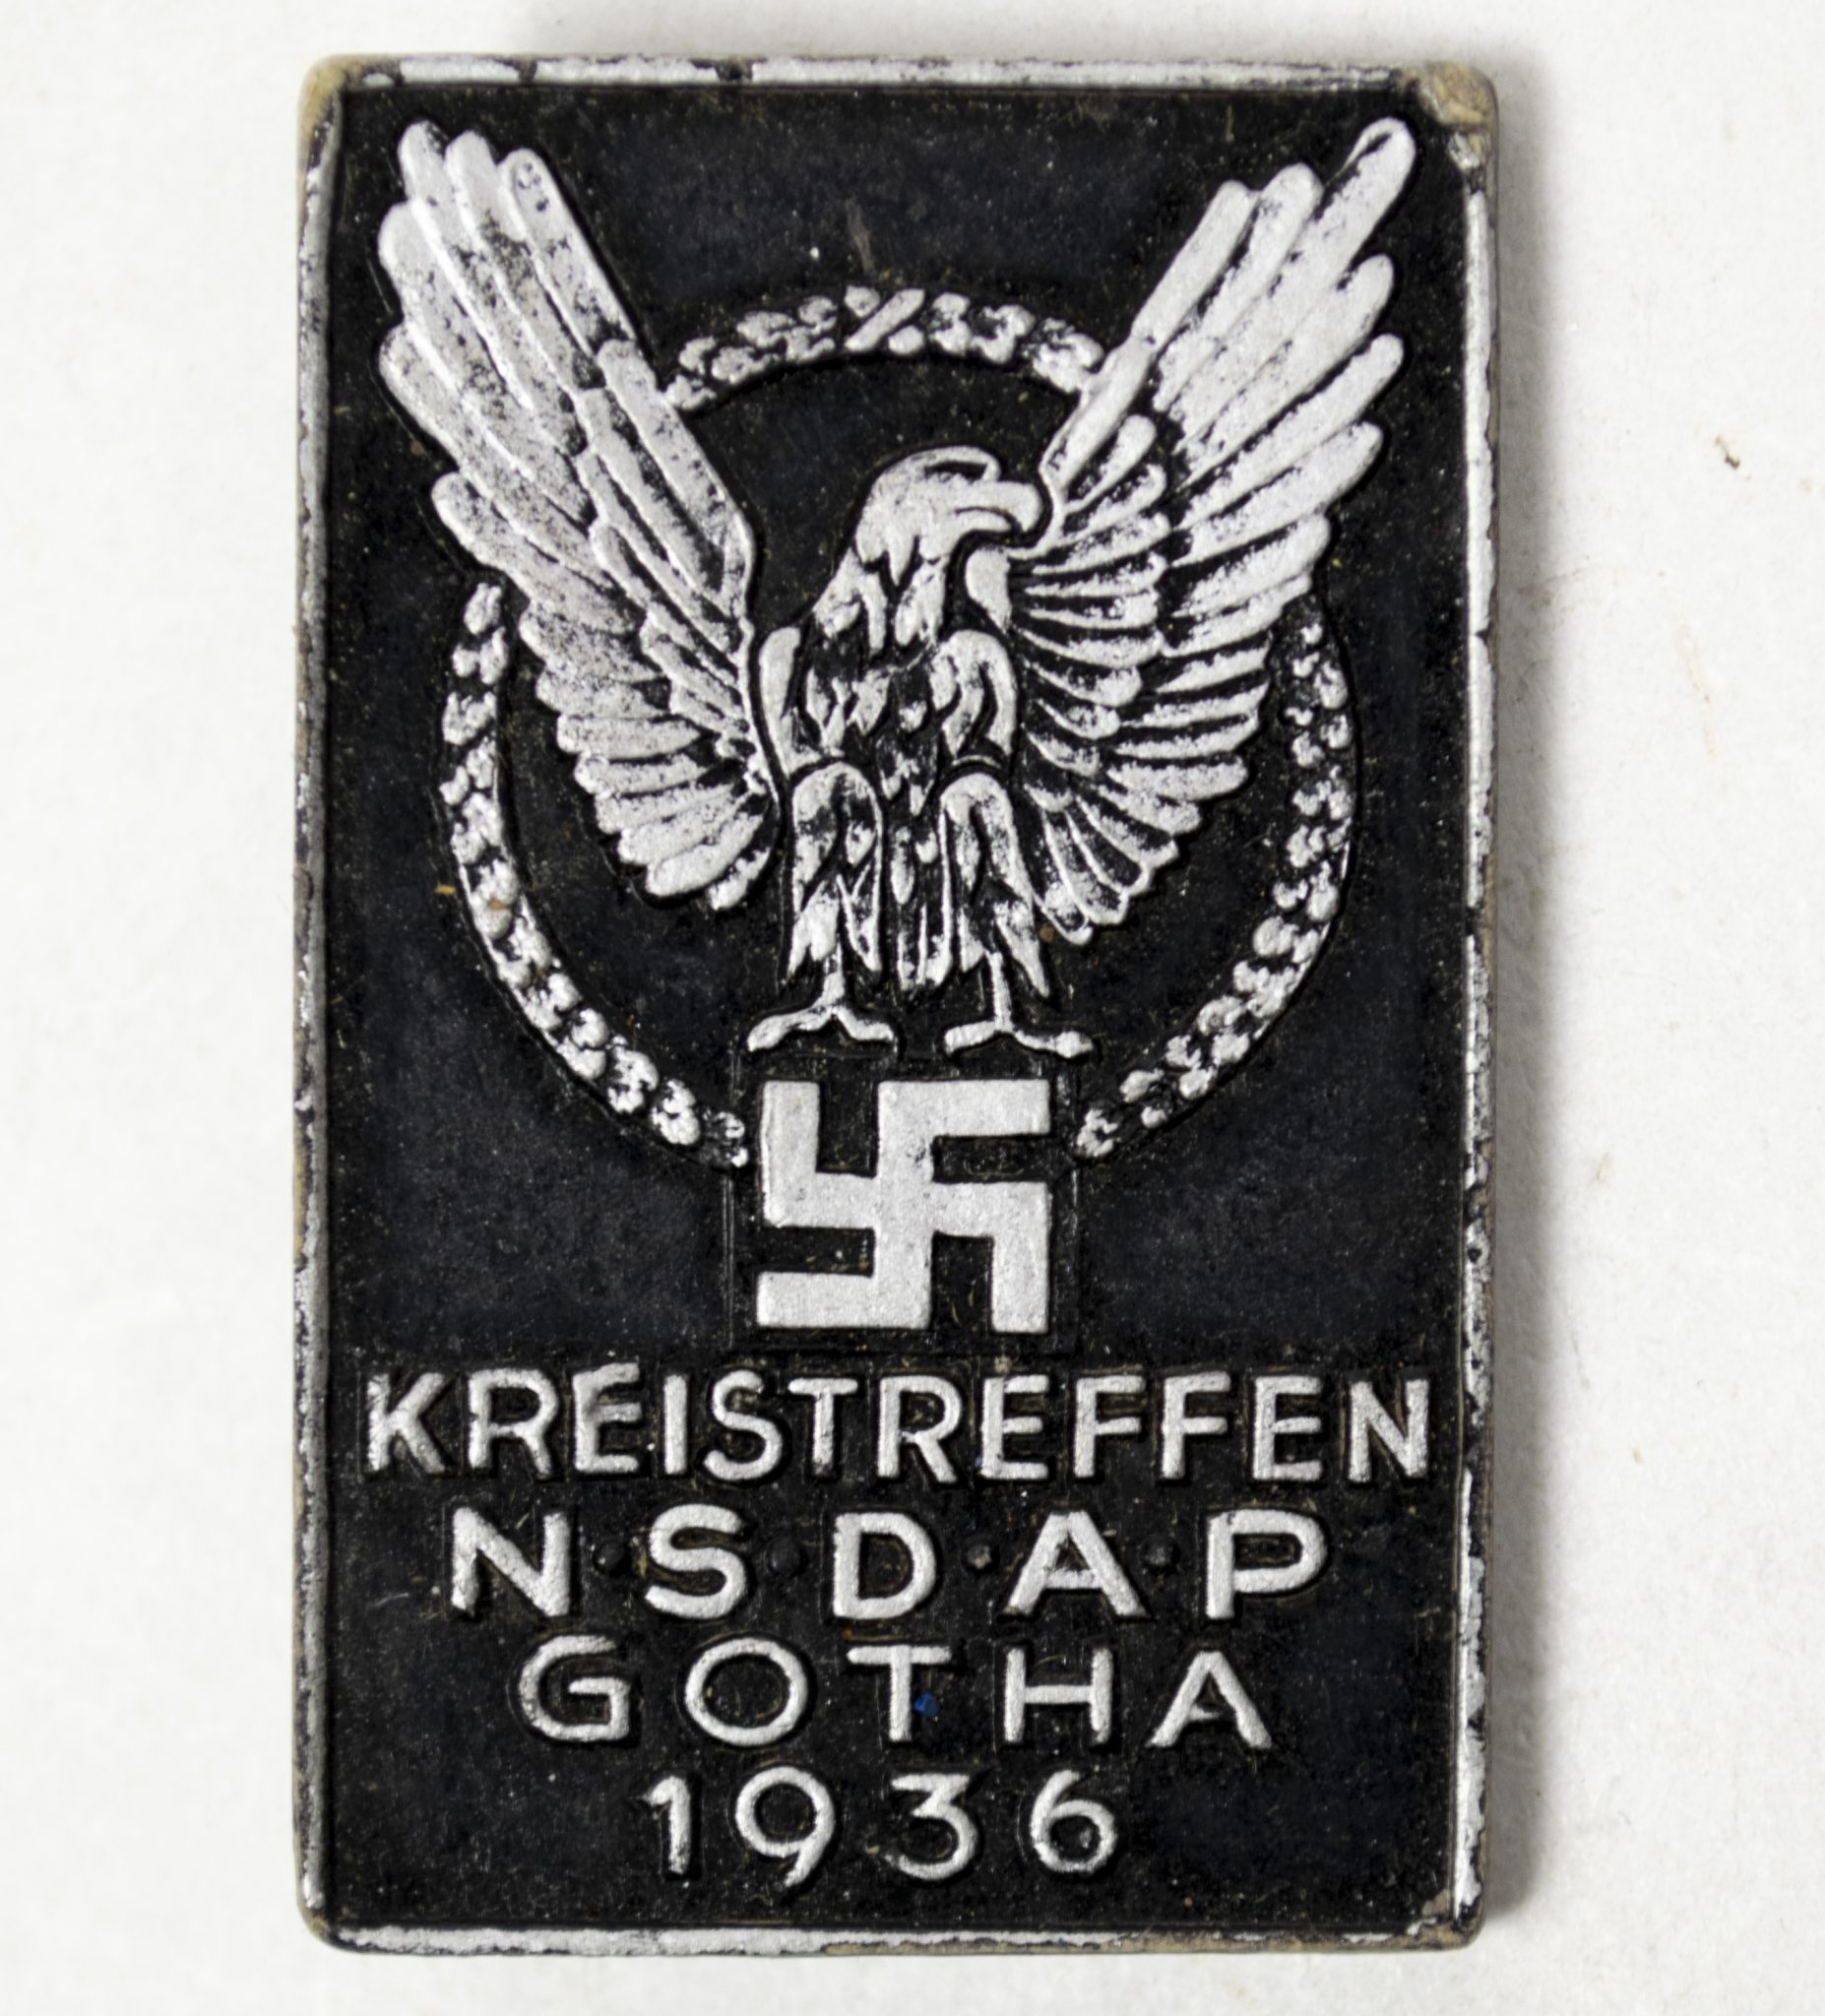 KREISTREFFEN
N·S·D·A·P
GOTHA
1936